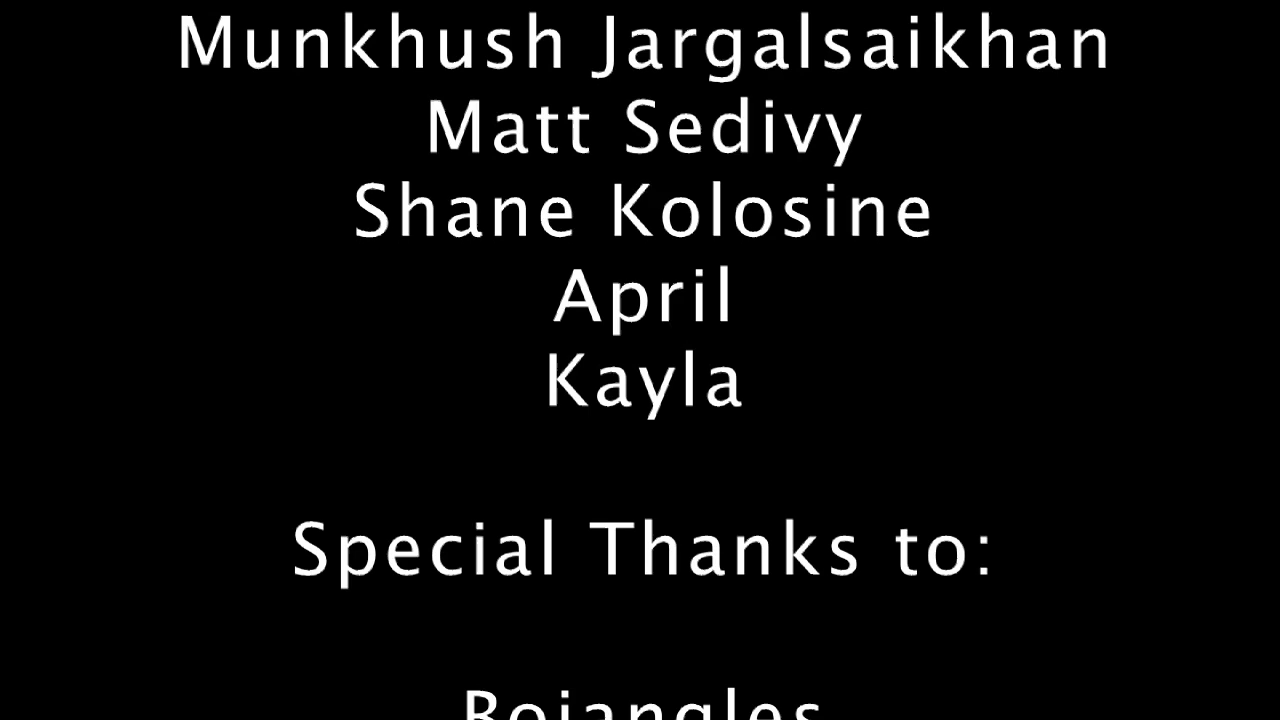 Munkhush Jargalsaikhan
Matt Sedivy
Shane Kolosine
April
Kayla
Special Thanks to: